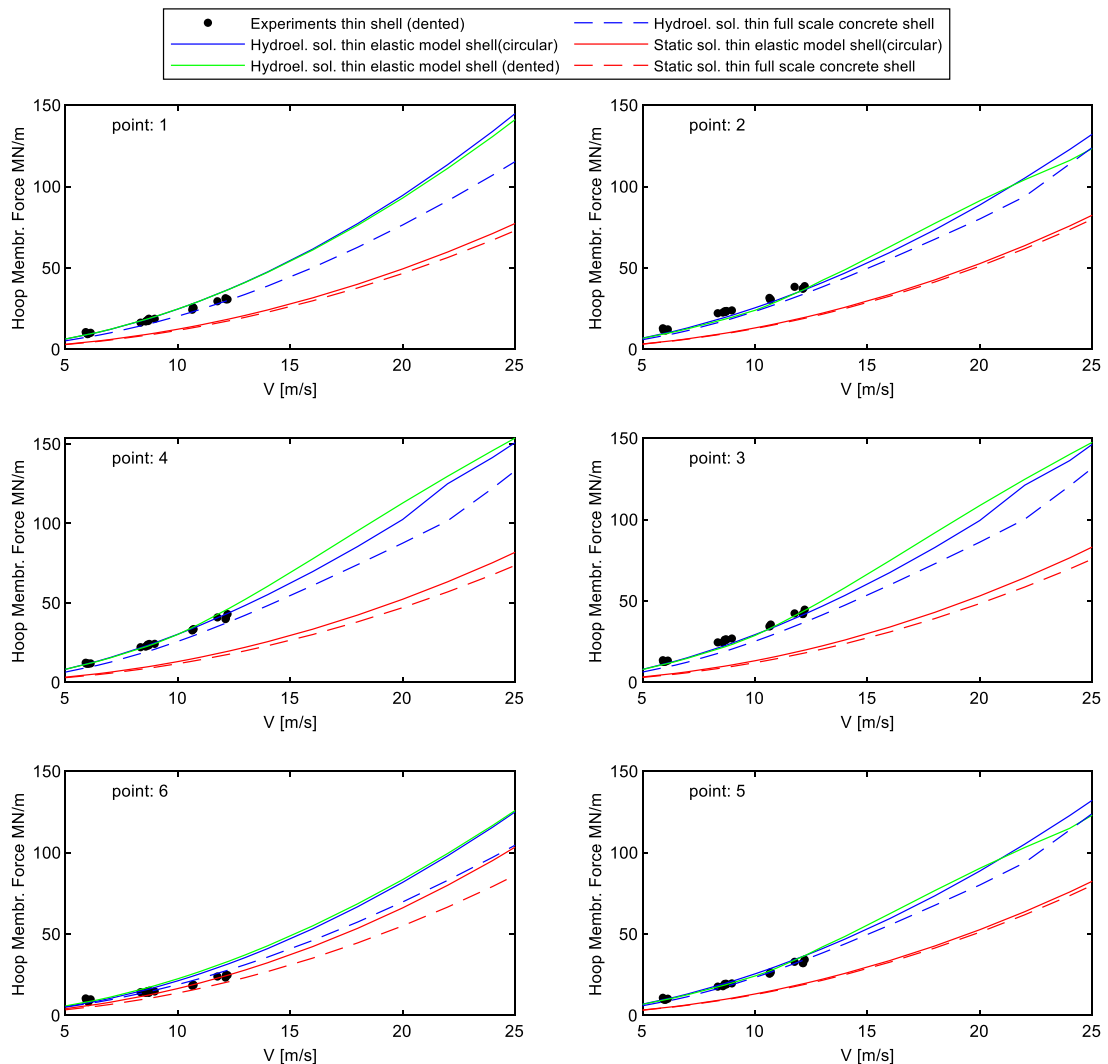 Experiments thin shell (dented)
Hydroel. sol. thin elastic model shell(circular)
Hydroel. sol. thin elastic model shell (dented)
Hydroel. sol. thin full scale concrete shell
Static sol. thin elastic model shell(circular)
Static sol. thin full scale concrete shell
point: 1
Hoop Membr. Force MN/m
150
100
50
0
5
10
15
20
25
V [m/s]
point: 2
Hoop Membr. Force MN/m
150
100
50
0
5
10
15
20
25
V [m/s]
point: 4
Hoop Membr. Force MN/m
150
100
50
0
5
10
15
20
25
V [m/s]
point: 3
Hoop Membr. Force MN/m
150
100
50
0
5
10
15
20
25
V [m/s]
point: 6
Hoop Membr. Force MN/m
150
100
50
0
5
10
15
20
25
V [m/s]
point: 5
Hoop Membr. Force MN/m
150
100
50
0
5
10
15
20
25
V [m/s]